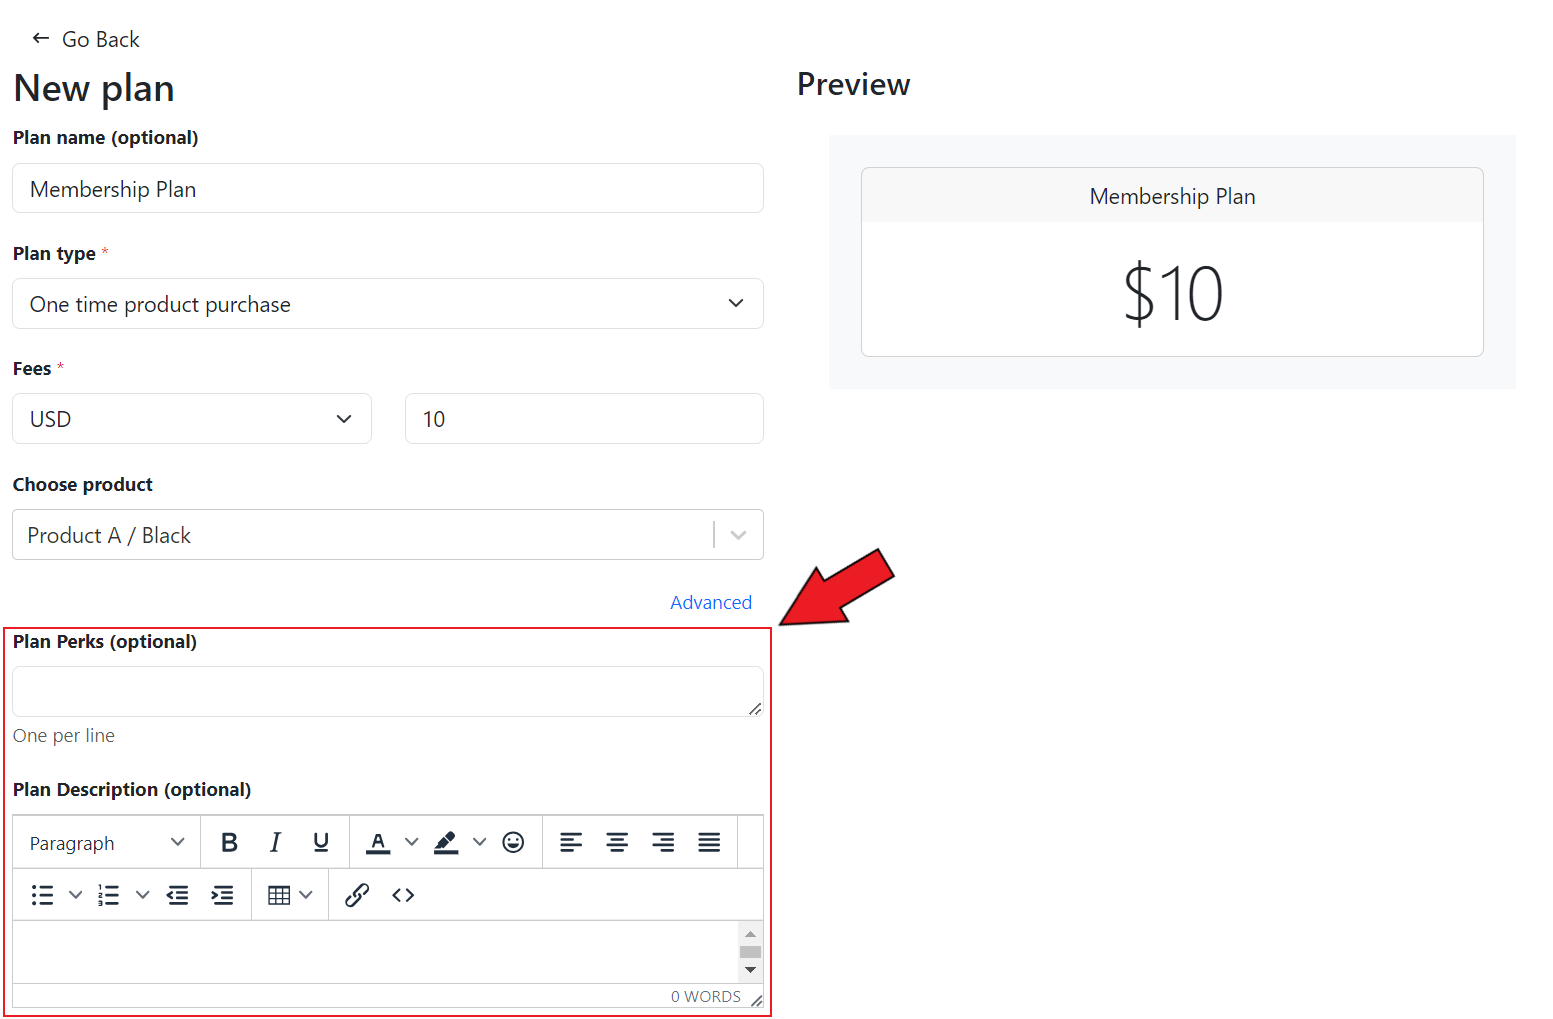 ← Go Back
New plan
Plan name (optional)
Membership Plan
Plan type *
One time product purchase
Fees *
USD
10
Choose product
Product A / Black
Advanced
Plan Perks (optional)
One per line
Plan Description (optional)
Paragraph
B I U A
0 WORDS
Preview
Membership Plan
$10